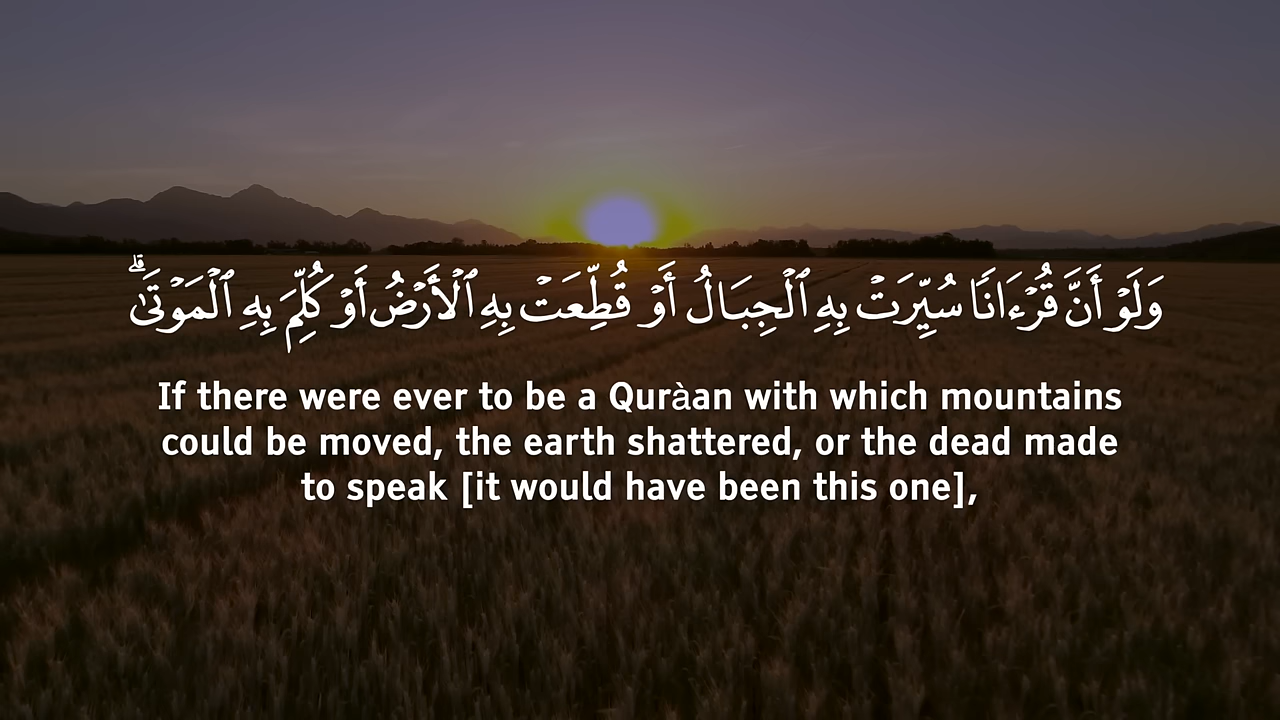 وَلَوْ أَنَّ قُرْءَانًا سُيِّرَتْ بِهِ ٱلْجِبَالُ أَوْ قُطِّعَتْ بِهِ ٱلْأَرْضُ أَوْ كُلِّمَ بِهِ ٱلْمَوْتَىٰ ۗ
If there were ever to be a Quràan with which mountains
could be moved, the earth shattered, or the dead made
to speak [it would have been this one],